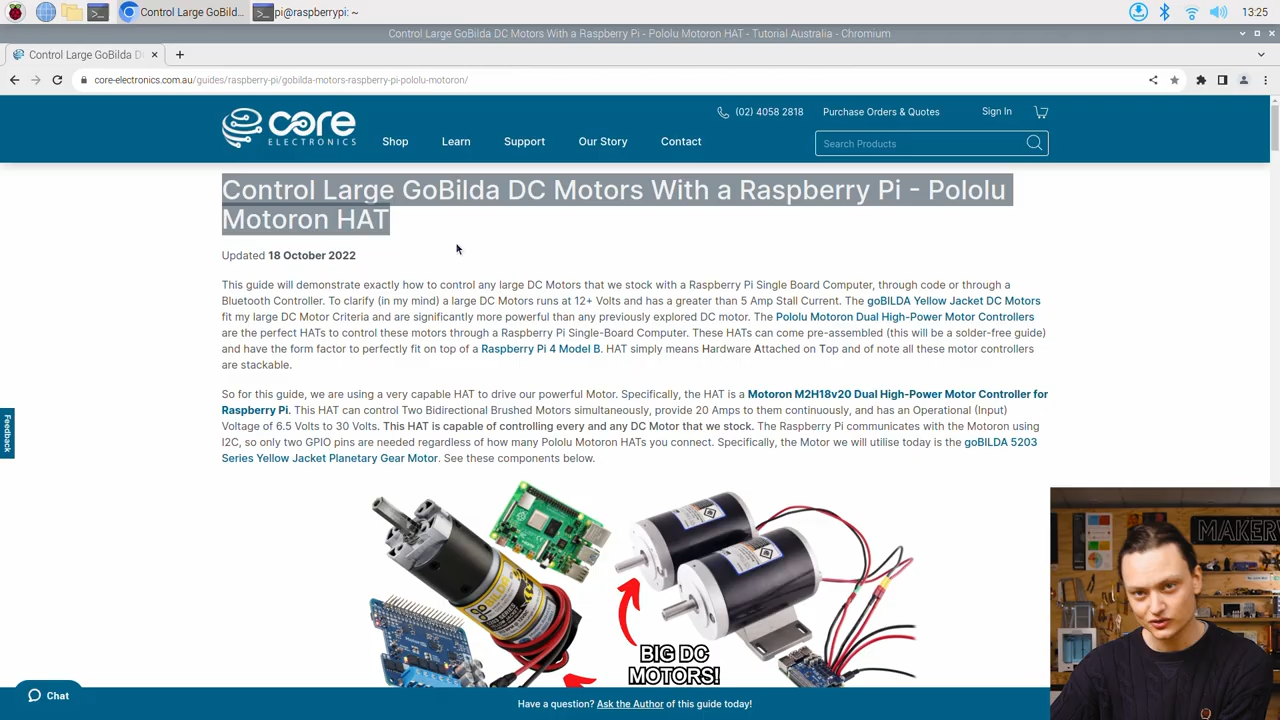 Control Large GoBild...
pi@raspberrypi: ~
13:25
Control Large GoBilda DC Motors With a Raspberry Pi - Pololu Motoron HAT - Tutorial Australia - Chromium
Control Large GoBilda D
core-electronics.com.au/guides/raspberry-pi/gobilda-motors-raspberry-pi-pololu-motoron/
core
ELECTRONICS
(02) 4058 2818
Purchase Orders & Quotes
Sign In
Shop
Learn
Support
Our Story
Contact
Search Products
Control Large GoBilda DC Motors With a Raspberry Pi - Pololu
Motoron HAT
Updated 18 October 2022
This guide will demonstrate exactly how to control any large DC Motors that we stock with a Raspberry Pi Single Board Computer, through code or through a
Bluetooth Controller. To clarify (in my mind) a large DC Motors runs at 12+ Volts and has a greater than 5 Amp Stall Current. The goBILDA Yellow Jacket DC Motors
fit my large DC Motor Criteria and are significantly more powerful than any previously explored DC motor. The Pololu Motoron Dual High-Power Motor Controllers
are the perfect HATs to control these motors through a Raspberry Pi Single-Board Computer. These HATs can come pre-assembled (this will be a solder-free guide)
and have the form factor to perfectly fit on top of a Raspberry Pi 4 Model B. HAT simply means Hardware Attached on Top and of note all these motor controllers
are stackable.
So for this guide, we are using a very capable HAT to drive our powerful Motor. Specifically, the HAT is a Motoron M2H18v20 Dual High-Power Motor Controller for
Raspberry Pi. This HAT can control Two Bidirectional Brushed Motors simultaneously, provide 20 Amps to them continuously, and has an Operational (Input)
Voltage of 6.5 Volts to 30 Volts. This HAT is capable of controlling every and any DC Motor that we stock. The Raspberry Pi communicates with the Motoron using
I2C, so only two GPIO pins are needed regardless of how many Pololu Motoron HATs you connect. Specifically, the Motor we will utilise today is the goBILDA 5203
Series Yellow Jacket Planetary Gear Motor. See these components below.
Feedback
BIG DC
MOTORS!
MAKER
Chat
Have a question? Ask the Author of this guide today!